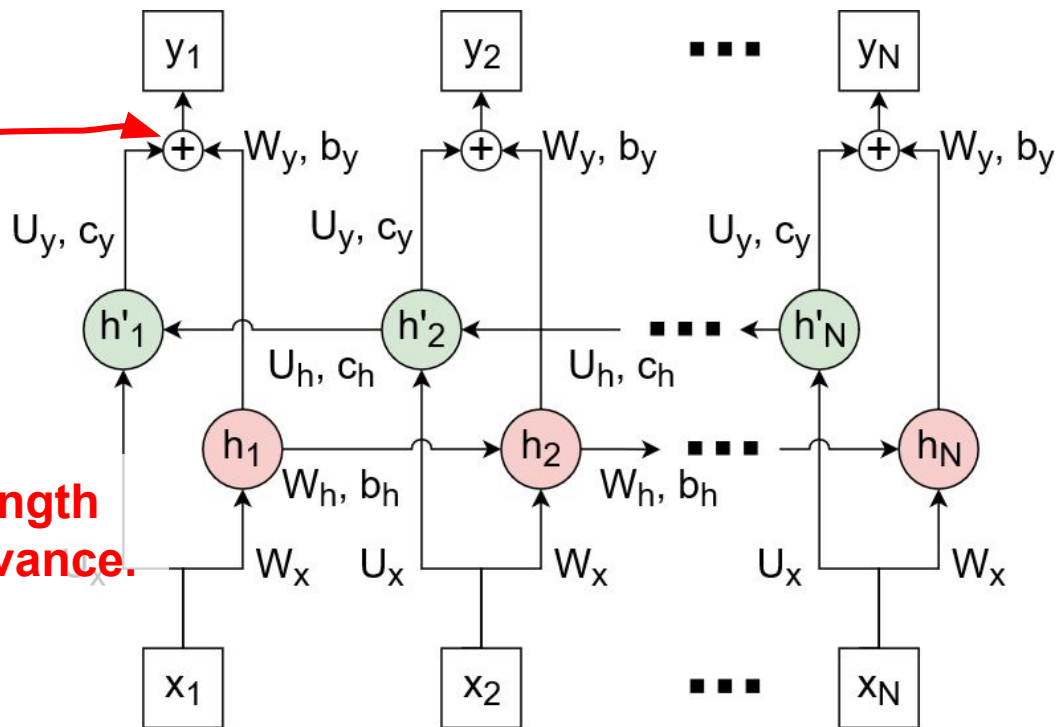 y1 y2 ▪▪▪ yN
+ Wy, by + Wy, by + Wy, by
Uy, cy Uy, cy Uy, cy
h'1 h'2 ▪▪▪ h'N
Uh, ch Uh, ch
h1 h2 ▪▪▪ hN
Wh, bh Wh, bh
ngth
vance.
Ux Wx Ux Wx Ux Wx
x1 x2 ▪▪▪ xN